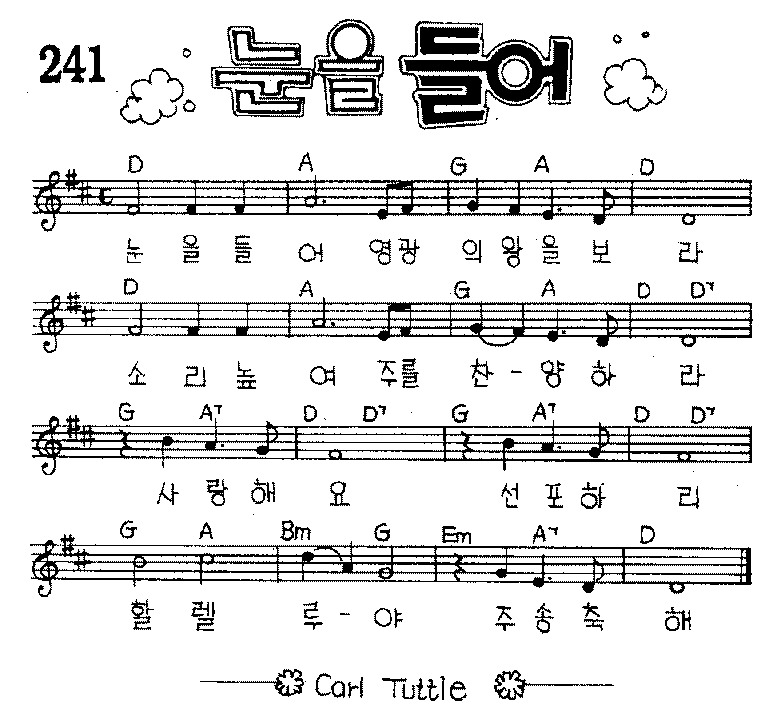 241 눈을 들어
D A G A D
눈 을 들 어 영광 의 왕 을 보 라
D A G A D D7
소 리 높 여 주를 찬 - 양 하 라
G A7 D D7 G A7 D D7
사 랑 해 요 선 포 하 리
G A Bm G Em A7 D
할 렐 루 - 야 주 송 축 해
Carl Tuttle